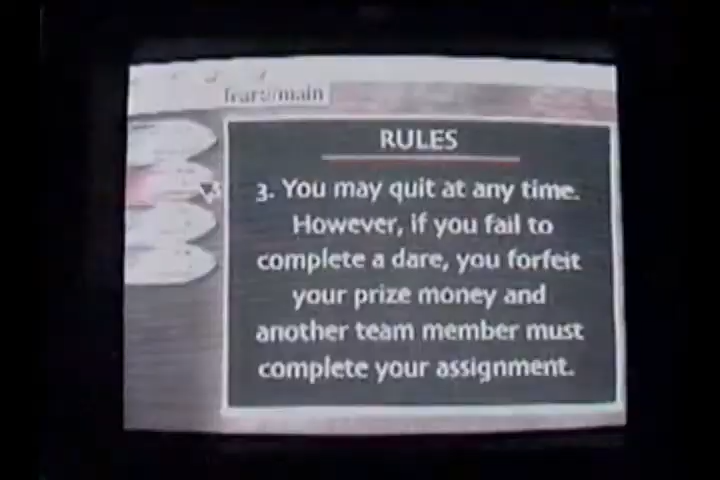 fear::main
RULES
3. You may quit at any time.
However, if you fail to
complete a dare, you forfeit
your prize money and
another team member must
complete your assignment.